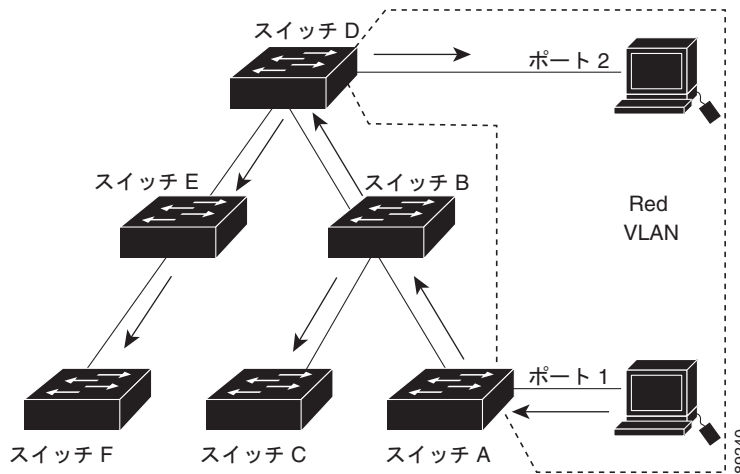 スイッチ D
ポート 2
スイッチ E
スイッチ B
Red
VLAN
ポート 1
スイッチ F
スイッチ C
スイッチ A
89240